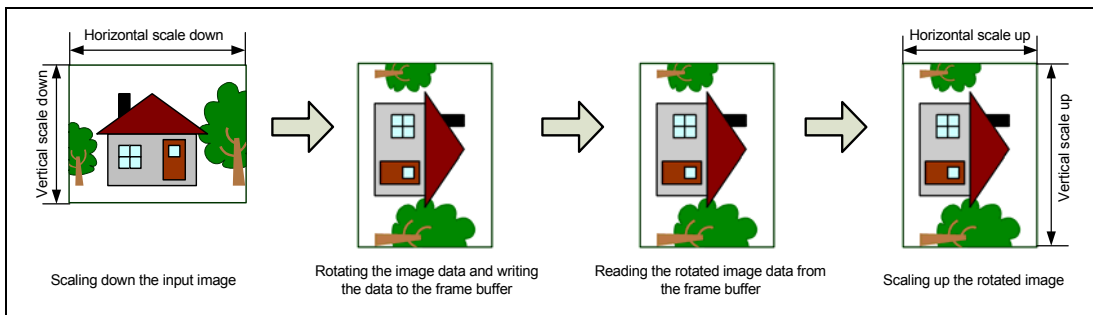 Horizontal scale down
Vertical scale down
Scaling down the input image
Rotating the image data and writing
the data to the frame buffer
Reading the rotated image data from
the frame buffer
Horizontal scale up
Vertical scale up
Scaling up the rotated image